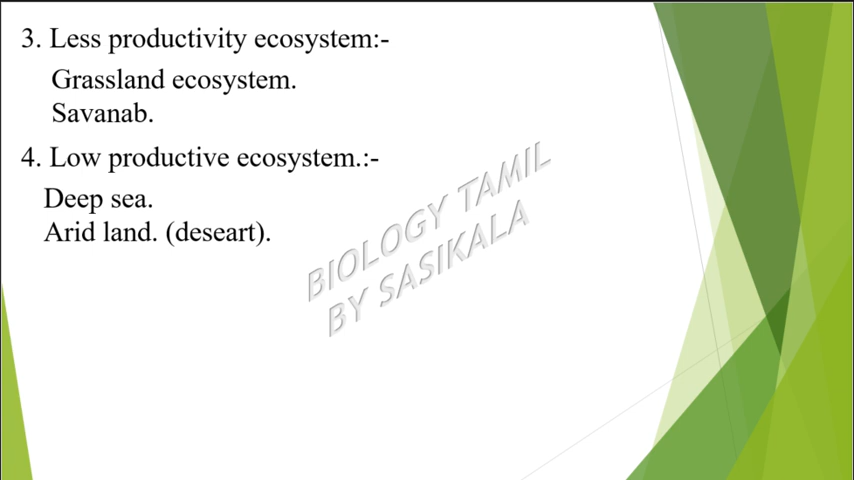 3. Less productivity ecosystem:-
Grassland ecosystem.
Savanab.
4. Low productive ecosystem.:-
Deep sea.
Arid land. (deseart).
BIOLOGY TAMIL
BY SASIKALA